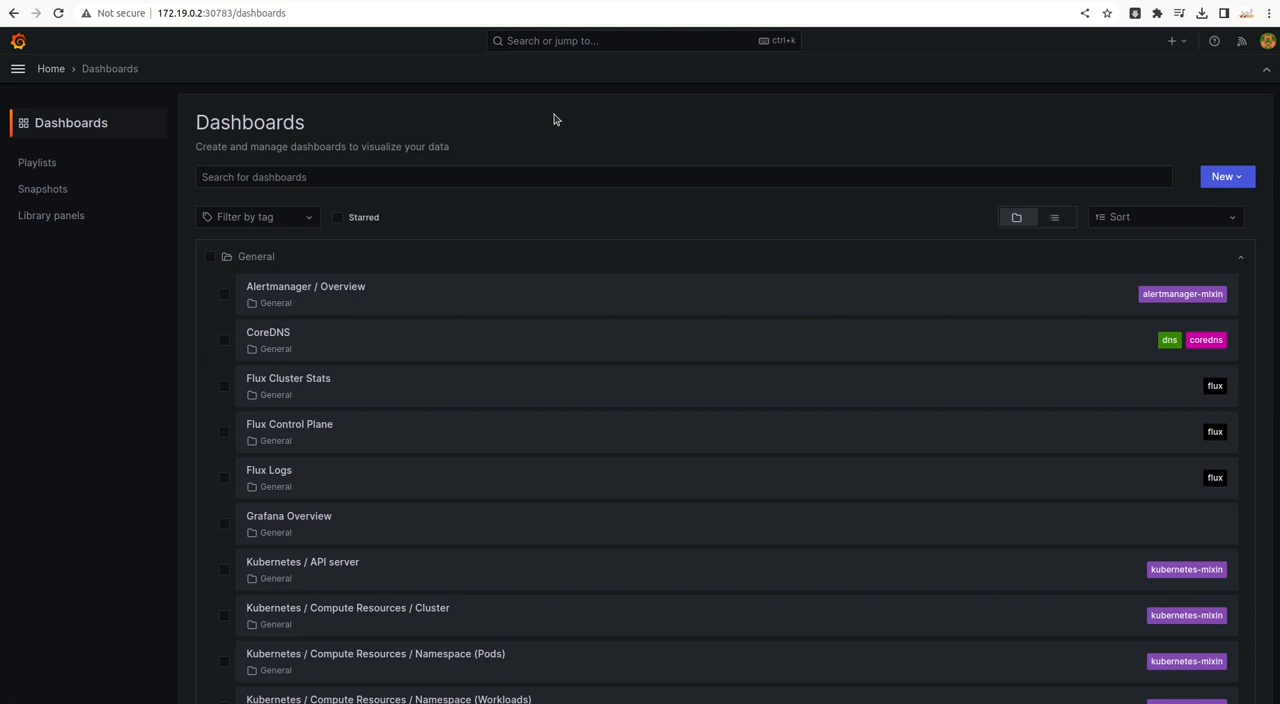 Not secure 172.19.0.2:30783/dashboards
Search or jump to... ctrl+k
Home › Dashboards
Dashboards
Playlists
Snapshots
Library panels
Dashboards
Create and manage dashboards to visualize your data
Search for dashboards
New
Filter by tag
Starred
Sort
General
Alertmanager / Overview
General
alertmanager-mixin
CoreDNS
General
dns coredns
Flux Cluster Stats
General
flux
Flux Control Plane
General
flux
Flux Logs
General
flux
Grafana Overview
General
Kubernetes / API server
General
kubernetes-mixin
Kubernetes / Compute Resources / Cluster
General
kubernetes-mixin
Kubernetes / Compute Resources / Namespace (Pods)
General
kubernetes-mixin
Kubernetes / Compute Resources / Namespace (Workloads)